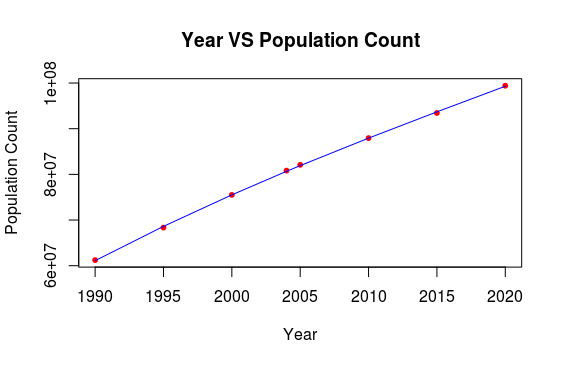 Year VS Population Count
Population Count
1e+08
8e+07
6e+07
1990 1995 2000 2005 2010 2015 2020
Year